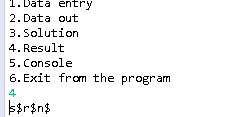 1.Data entry
2.Data out
3.Solution
4.Result
5.Console
6.Exit from the program
4
s$r$n$